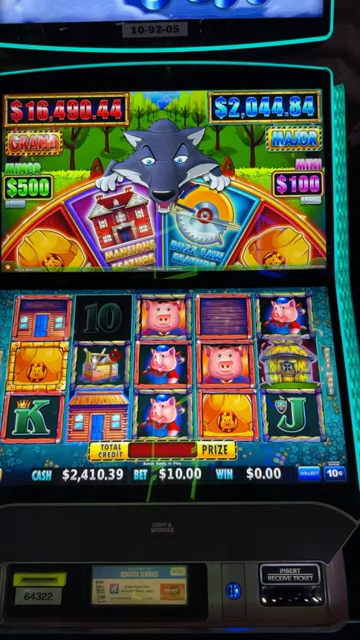 10-92-05
$16,490.44
$2,044.84
GRAND
MAJOR
MINOR
$500
MINI
$100
MANSIONS
FEATURE
BUZZ SAW
FEATURE
10
K
J
TOTAL
CREDIT
PRIZE
CASH $2,410.39 BET $10.00 WIN $0.00
COLLECT
10¢
LIGHT &
WONDER
64322
INSERT
RECEIVE TICKET